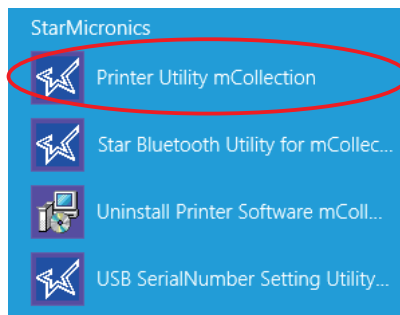 StarMicronics
Printer Utility mCollection
Star Bluetooth Utility for mCollec...
Uninstall Printer Software mColl...
USB SerialNumber Setting Utility...